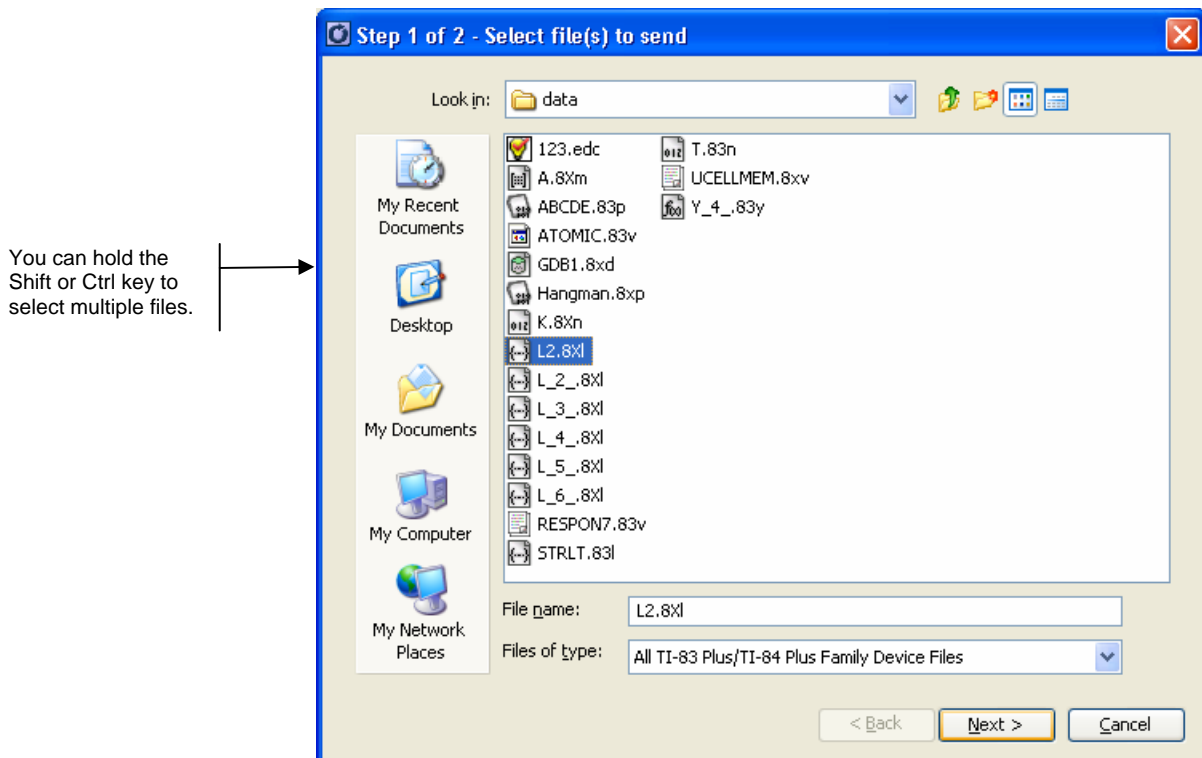 Step 1 of 2 - Select file(s) to send
Look in:
data
You can hold the
Shift or Ctrl key to
select multiple files.
My Recent
Documents
Desktop
My Documents
My Computer
My Network
Places
123.edc
A.8Xm
ABCDE.83p
ATOMIC.83v
GDB1.8xd
Hangman.8xp
K.8Xn
L2.8Xl
L_2_.8Xl
L_3_.8Xl
L_4_.8Xl
L_5_.8Xl
L_6_.8Xl
RESPON7.83v
STRLT.83l
T.83n
UCELLMEM.8xv
Y_4_.83y
File name:
L2.8Xl
Files of type:
All TI-83 Plus/TI-84 Plus Family Device Files
< Back
Next >
Cancel